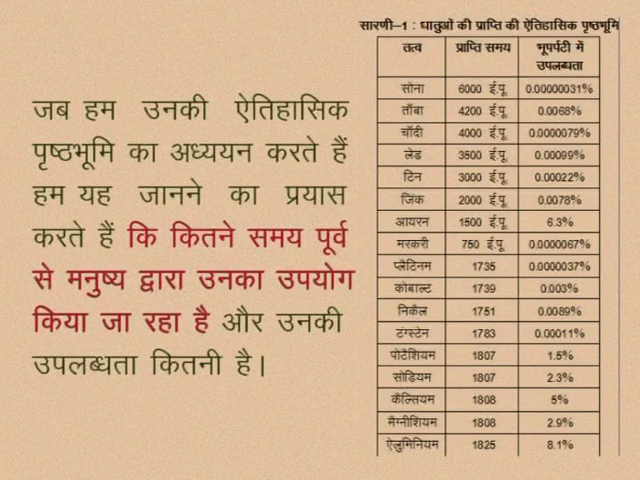 सारणी–1 : धातुओं की प्राप्ति की ऐतिहासिक पृष्ठभूमि
जब हम उनकी ऐतिहासिक
पृष्ठभूमि का अध्ययन करते हैं
हम यह जानने का प्रयास
करते हैं कि कितने समय पूर्व
से मनुष्य द्वारा उनका उपयोग
किया जा रहा है और उनकी
उपलब्धता कितनी है।
तत्व प्राप्ति समय भूपर्पटी में
उपलब्धता
सोना 6000 ई.पू. 0.00000031%
ताँबा 4200 ई.पू. 0.0068%
चाँदी 4000 ई.पू. 0.0000079%
लेड 3500 ई.पू. 0.00099%
टिन 3000 ई.पू. 0.00022%
जिंक 2000 ई.पू. 0.0078%
आयरन 1500 ई.पू. 6.3%
मरकरी 750 ई.पू. 0.0000067%
प्लैटिनम 1735 0.0000037%
कोबाल्ट 1739 0.003%
निकैल 1751 0.0089%
टंग्स्टेन 1783 0.00011%
पोटैशियम 1807 1.5%
सोडियम 1807 2.3%
कैल्सियम 1808 5%
मैग्नीशियम 1808 2.9%
ऐलुमिनियम 1825 8.1%